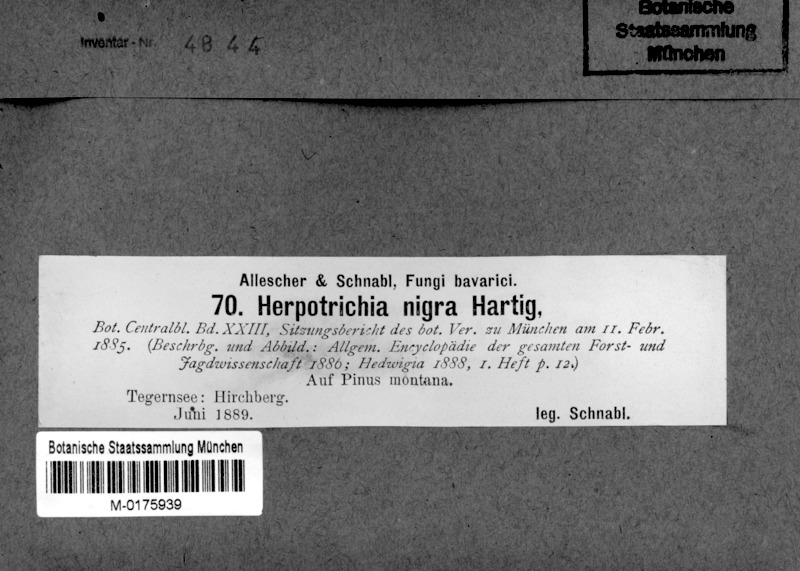 Inventar-Nr. 4844
Botanische
Staatssammlung
München
Allescher & Schnabl, Fungi bavarici.
70. Herpotrichia nigra Hartig,
Bot. Centralbl. Bd. XXIII, Sitzungsbericht des bot. Ver. zu München am 11. Febr.
1885. (Beschrbg. und Abbild.: Allgem. Encyclopädie der gesamten Forst- und
Jagdwissenschaft 1886; Hedwigia 1888, 1. Heft p. 12.)
Auf Pinus montana.
Tegernsee: Hirchberg.
Juni 1889.
leg. Schnabl.
Botanische Staatssammlung München
M-0175939